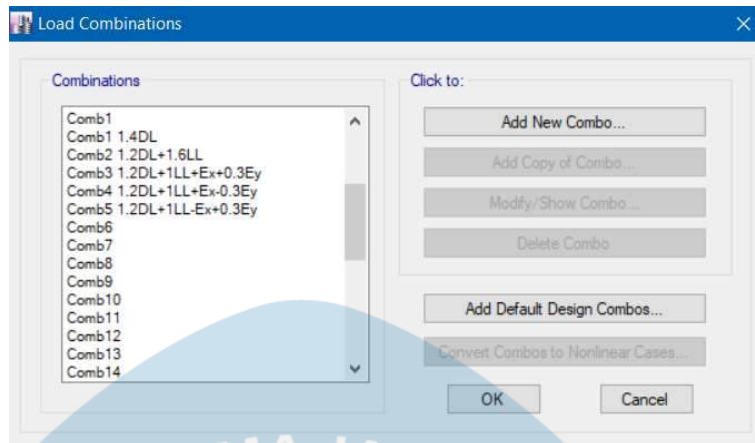 Load Combinations
Combinations
Comb1
Comb1 1.4DL
Comb2 1.2DL+1.6LL
Comb3 1.2DL+1LL+Ex+0.3Ey
Comb4 1.2DL+1LL+Ex-0.3Ey
Comb5 1.2DL+1LL-Ex+0.3Ey
Comb6
Comb7
Comb8
Comb9
Comb10
Comb11
Comb12
Comb13
Comb14
Click to:
Add New Combo...
Add Copy of Combo...
Modify/Show Combo...
Delete Combo
Add Default Design Combos...
Convert Combos to Nonlinear Cases...
OK
Cancel